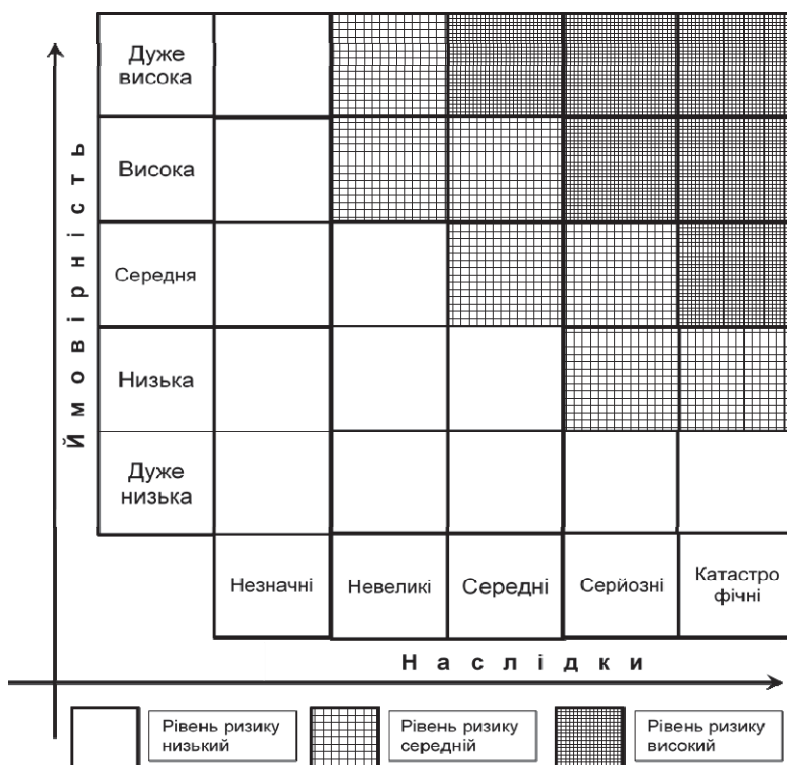 Дуже
висока
Висока
Середня
Низька
Дуже
низька
Ймовірність
Незначні
Невеликі
Середні
Серйозні
Катастро
фічні
Наслідки
Рівень ризику
низький
Рівень ризику
середній
Рівень ризику
високий